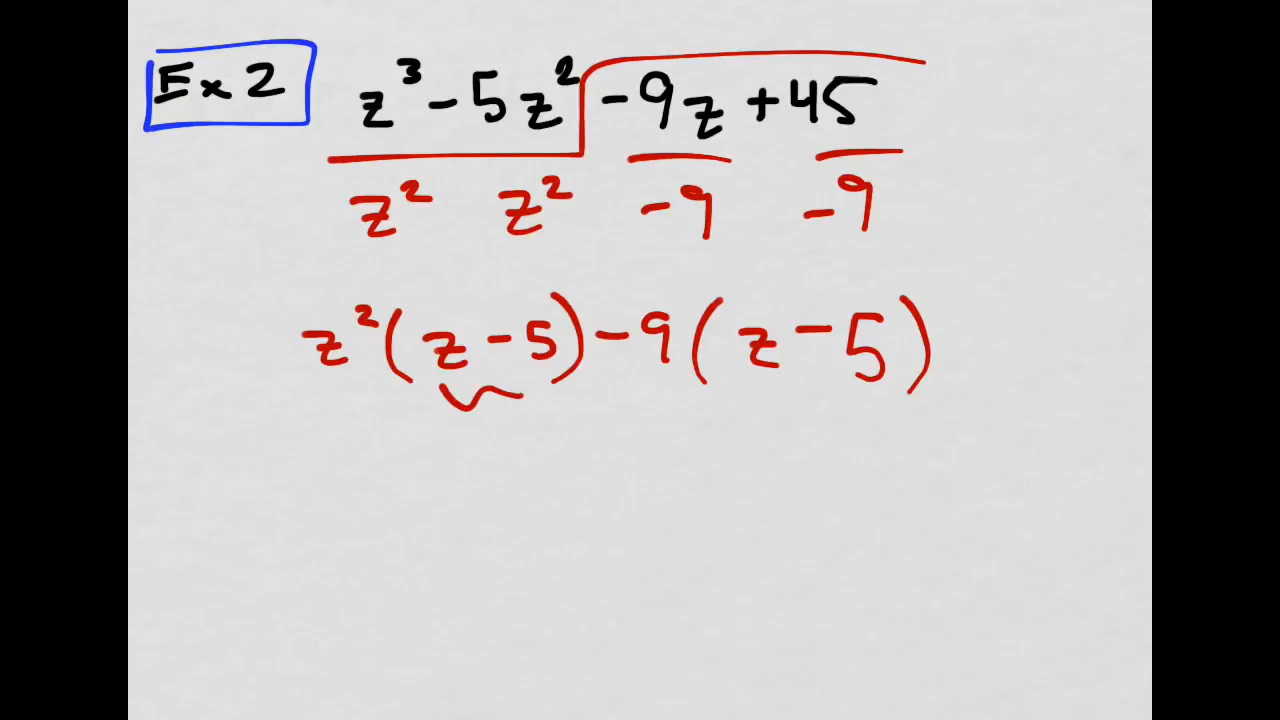 Ex 2
z³ - 5z² - 9z + 45
z² z² -9 -9
z²(z - 5) - 9(z - 5)